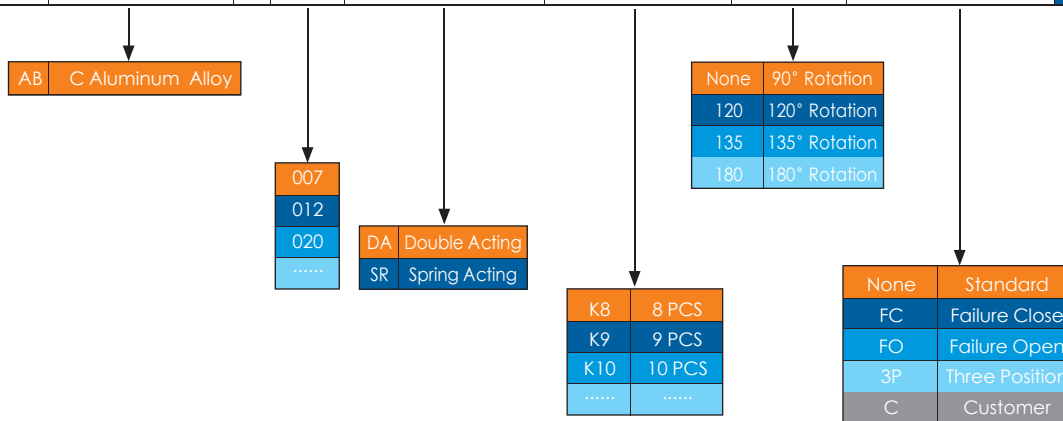 AB C Aluminum Alloy
None 90° Rotation
120 120° Rotation
135 135° Rotation
180 180° Rotation
007
012
020
......
DA Double Acting
SR Spring Acting
K8 8 PCS
K9 9 PCS
K10 10 PCS
...... ......
None Standard
FC Failure Close
FO Failure Open
3P Three Position
C Customer